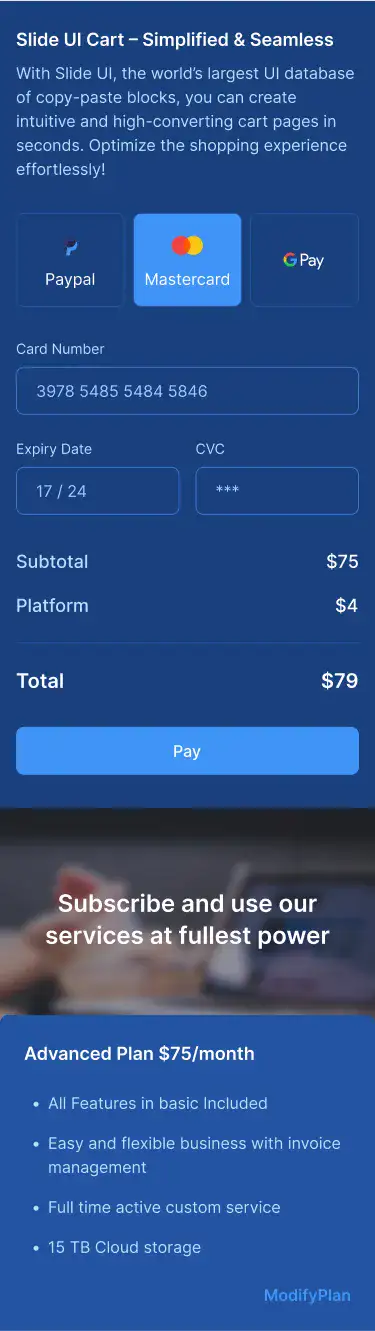 Slide UI Cart – Simplified & Seamless
With Slide UI, the world's largest UI database
of copy-paste blocks, you can create
intuitive and high-converting cart pages in
seconds. Optimize the shopping experience
effortlessly!
Paypal
Mastercard
G Pay
Card Number
3978 5485 5484 5846
Expiry Date
CVC
17 / 24
***
Subtotal
$75
Platform
$4
Total
$79
Pay
Subscribe and use our
services at fullest power
Advanced Plan $75/month
• All Features in basic Included
• Easy and flexible business with invoice
management
• Full time active custom service
• 15 TB Cloud storage
ModifyPlan